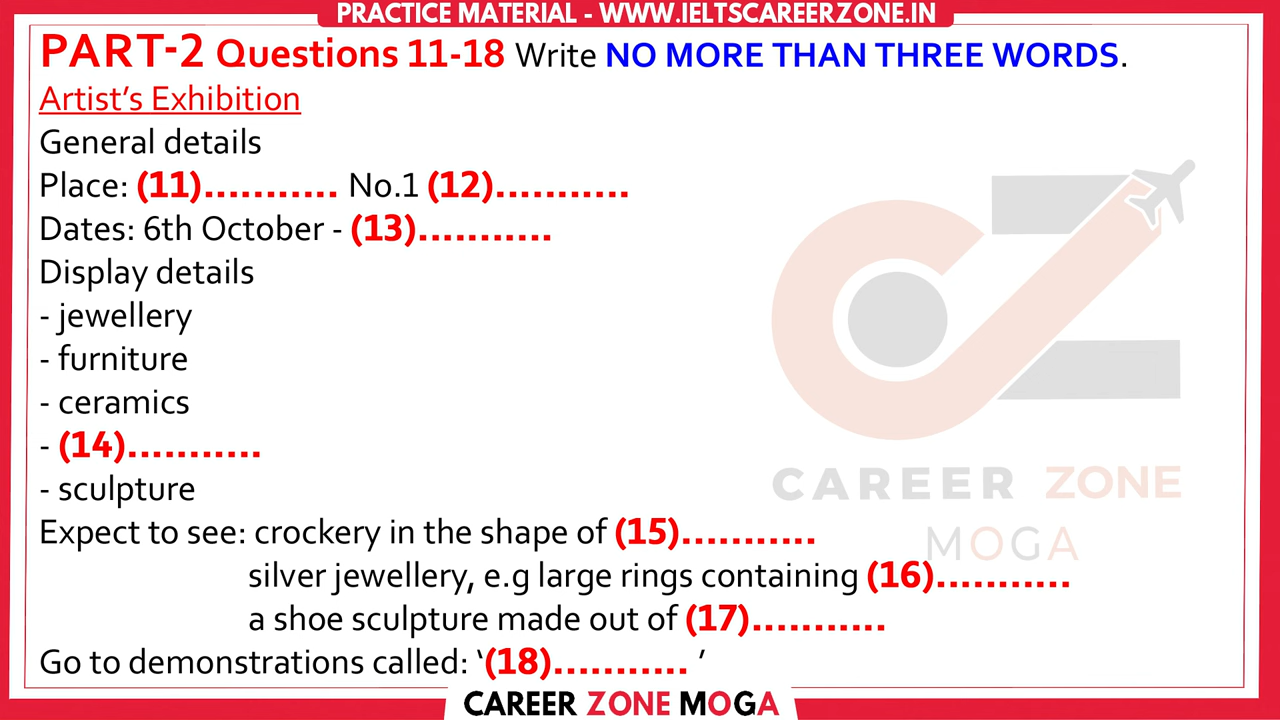 PRACTICE MATERIAL - WWW.IELTSCAREERZONE.IN
PART-2 Questions 11-18 Write NO MORE THAN THREE WORDS.
Artist’s Exhibition
General details
Place: (11)........... No.1 (12)...........
Dates: 6th October - (13)...........
Display details
- jewellery
- furniture
- ceramics
- (14)...........
- sculpture
Expect to see: crockery in the shape of (15)...........
silver jewellery, e.g large rings containing (16)...........
a shoe sculpture made out of (17)...........
Go to demonstrations called: ‘(18)........... ’
CAREER ZONE
MOGA
CAREER ZONE MOGA